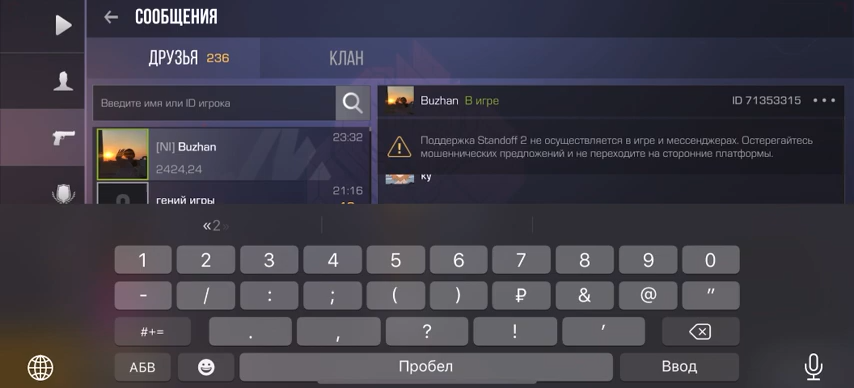 СООБЩЕНИЯ
ДРУЗЬЯ 236
КЛАН
Введите имя или ID игрока
Buzhan В игре
ID 71353315
[NI] Buzhan
23:32
2424,24
Поддержка Standoff 2 не осуществляется в игре и мессенджерах. Остерегайтесь
мошеннических предложений и не переходите на сторонние платформы.
ку
гений игры
21:16
«2»
1 2 3 4 5 6 7 8 9 0
- / : ; ( ) ₽ & @ "
#+= . , ? ! '
АБВ Пробел Ввод